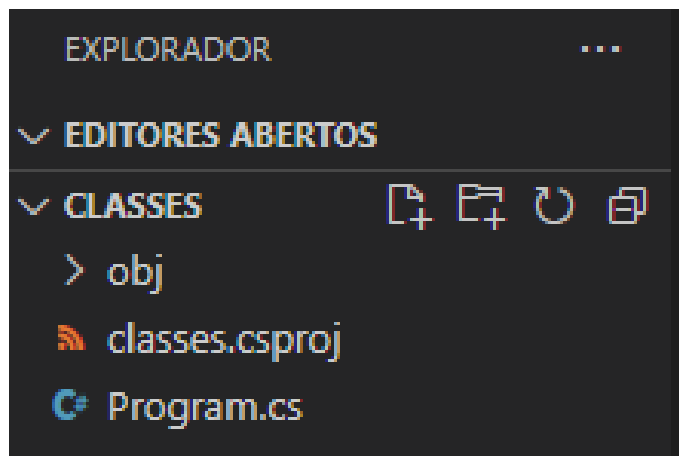 EXPLORADOR
EDITORES ABERTOS
CLASSES
obj
classes.csproj
C# Program.cs